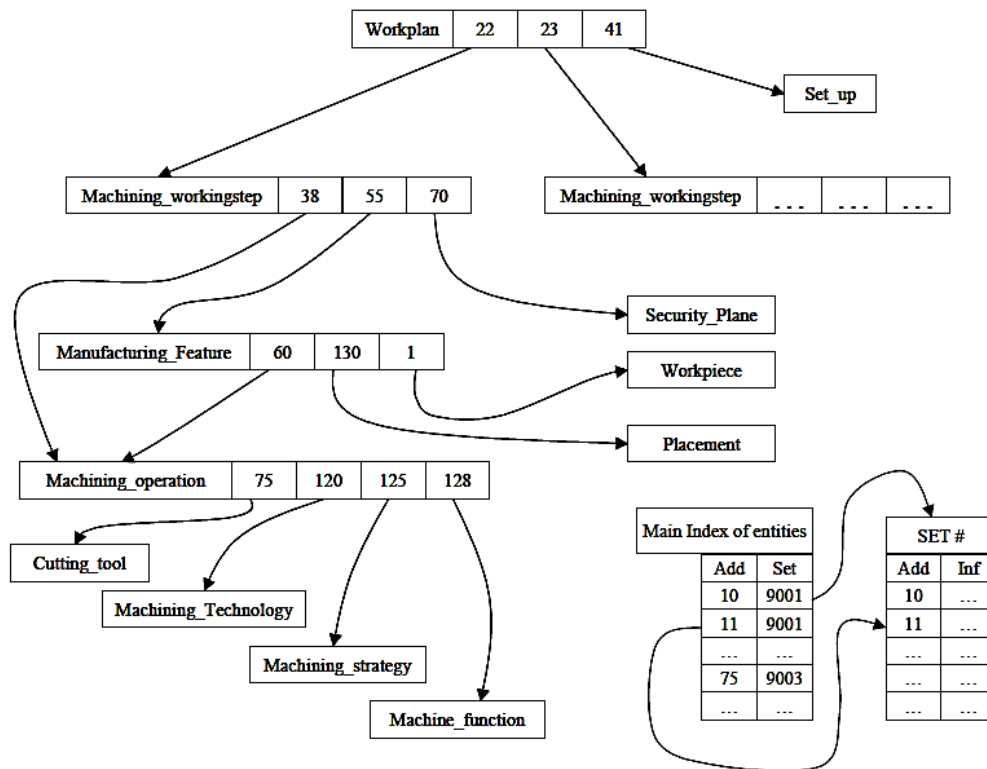 Workplan 22 23 41
Set_up
Machining_workingstep 38 55 70
Machining_workingstep --- --- ---
Security_Plane
Manufacturing_Feature 60 130 1
Workpiece
Placement
Machining_operation 75 120 125 128
Cutting_tool
Machining_Technology
Machining_strategy
Machine_function
Main Index of entities
Add Set
10 9001
11 9001
... ...
75 9003
... ...
SET #
Add Inf
10 ...
11 ...
... ...
... ...
... ...